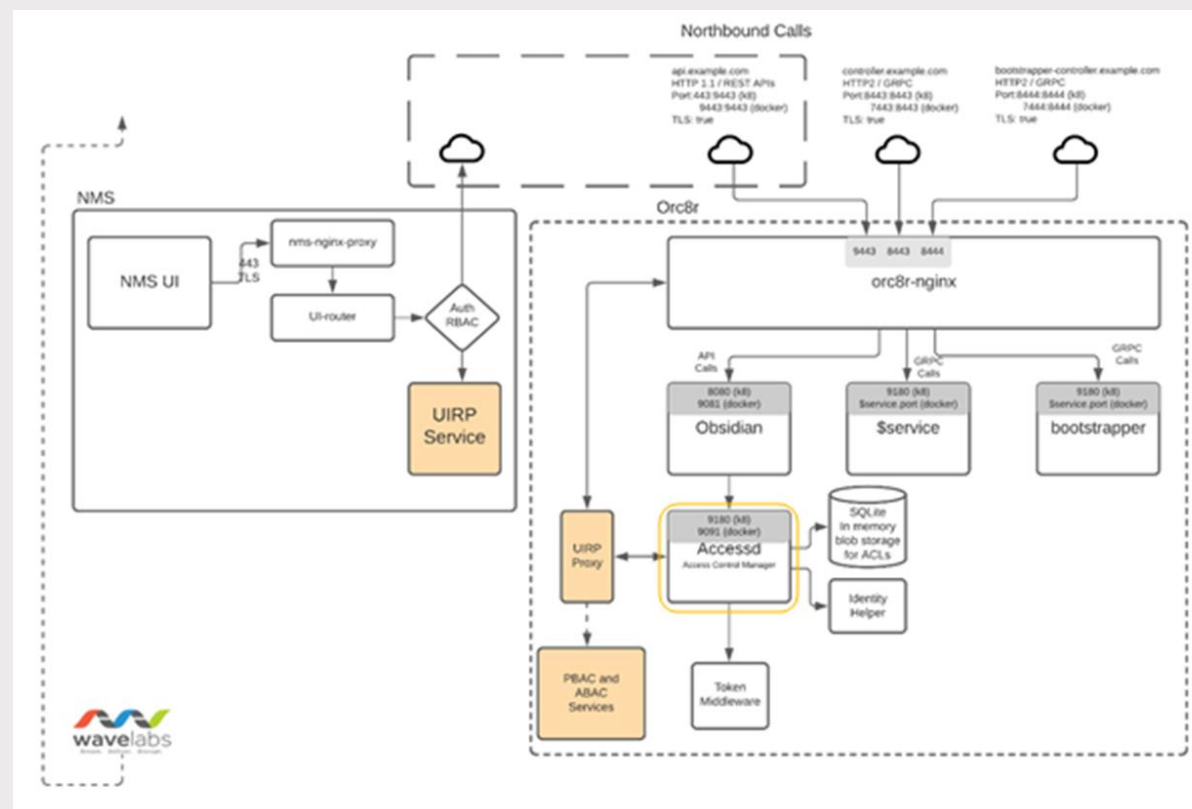 Northbound Calls
api.example.com
HTTP 1.1 / REST APIs
Port:443:9443 (k8)
9443:9443 (docker)
TLS: true
controller.example.com
HTTP2 / GRPC
Port:8443:8443 (k8)
7443:8443 (docker)
TLS: true
bootstrapper-controller.example.com
HTTP2 / GRPC
Port:8444:8444 (k8)
7444:8444 (docker)
TLS: true
NMS
NMS UI
443
TLS
nms-nginx-proxy
UI-router
Auth
RBAC
UIRP
Service
Orc8r
9443 8443 8444
orc8r-nginx
API
Calls
GRPC
Calls
GRPC
Calls
8080 (k8)
9081 (docker)
Obsidian
9180 (k8)
$service.port (docker)
$service
9180 (k8)
$service.port (docker)
bootstrapper
UIRP
Proxy
9180 (k8)
9091 (docker)
Accessd
Access Control Manager
SQLite
In memory
blob storage
for ACLs
Identity
Helper
PBAC and
ABAC
Services
Token
Middleware
wavelabs